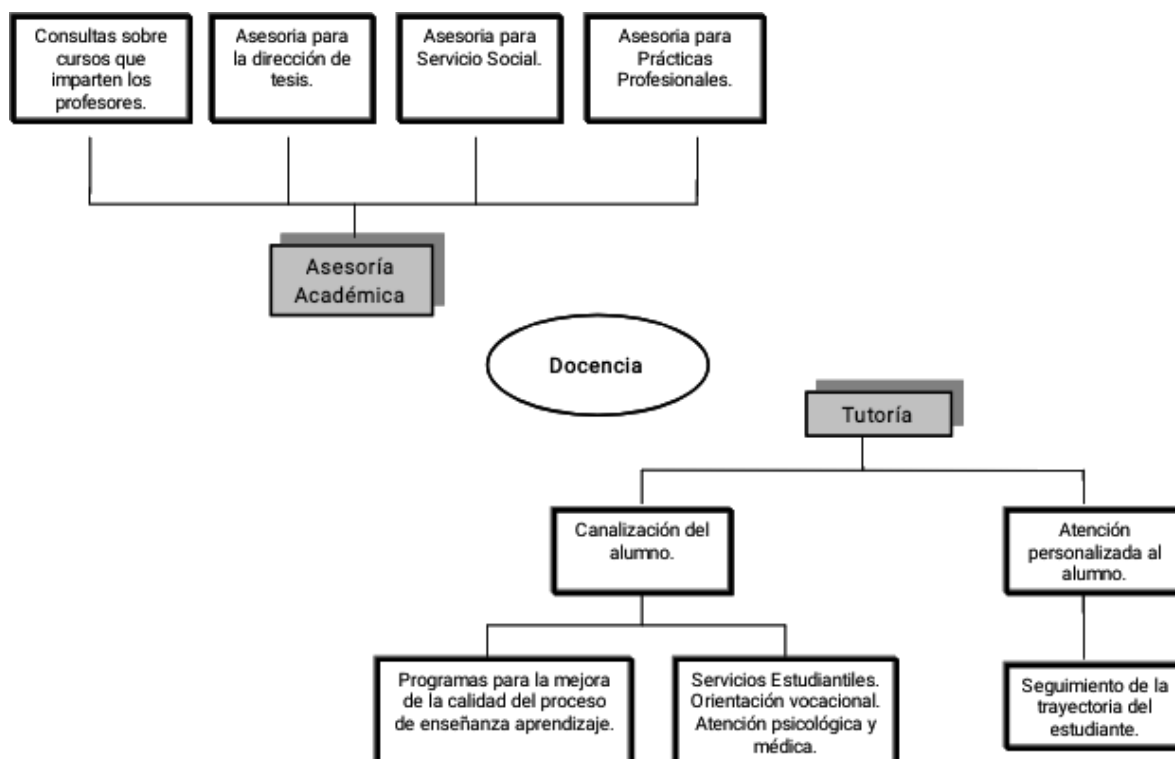 Consultas sobre
cursos que
imparten los
profesores.
Asesoria para
la dirección de
tesis.
Asesoria para
Servicio Social.
Asesoria para
Prácticas
Profesionales.
Asesoría
Académica
Docencia
Tutoría
Canalización del
alumno.
Atención
personalizada al
alumno.
Programas para la mejora
de la calidad del proceso
de enseñanza aprendizaje.
Servicios Estudiantiles.
Orientación vocacional.
Atención psicológica y
médica.
Seguimiento de la
trayectoria del
estudiante.